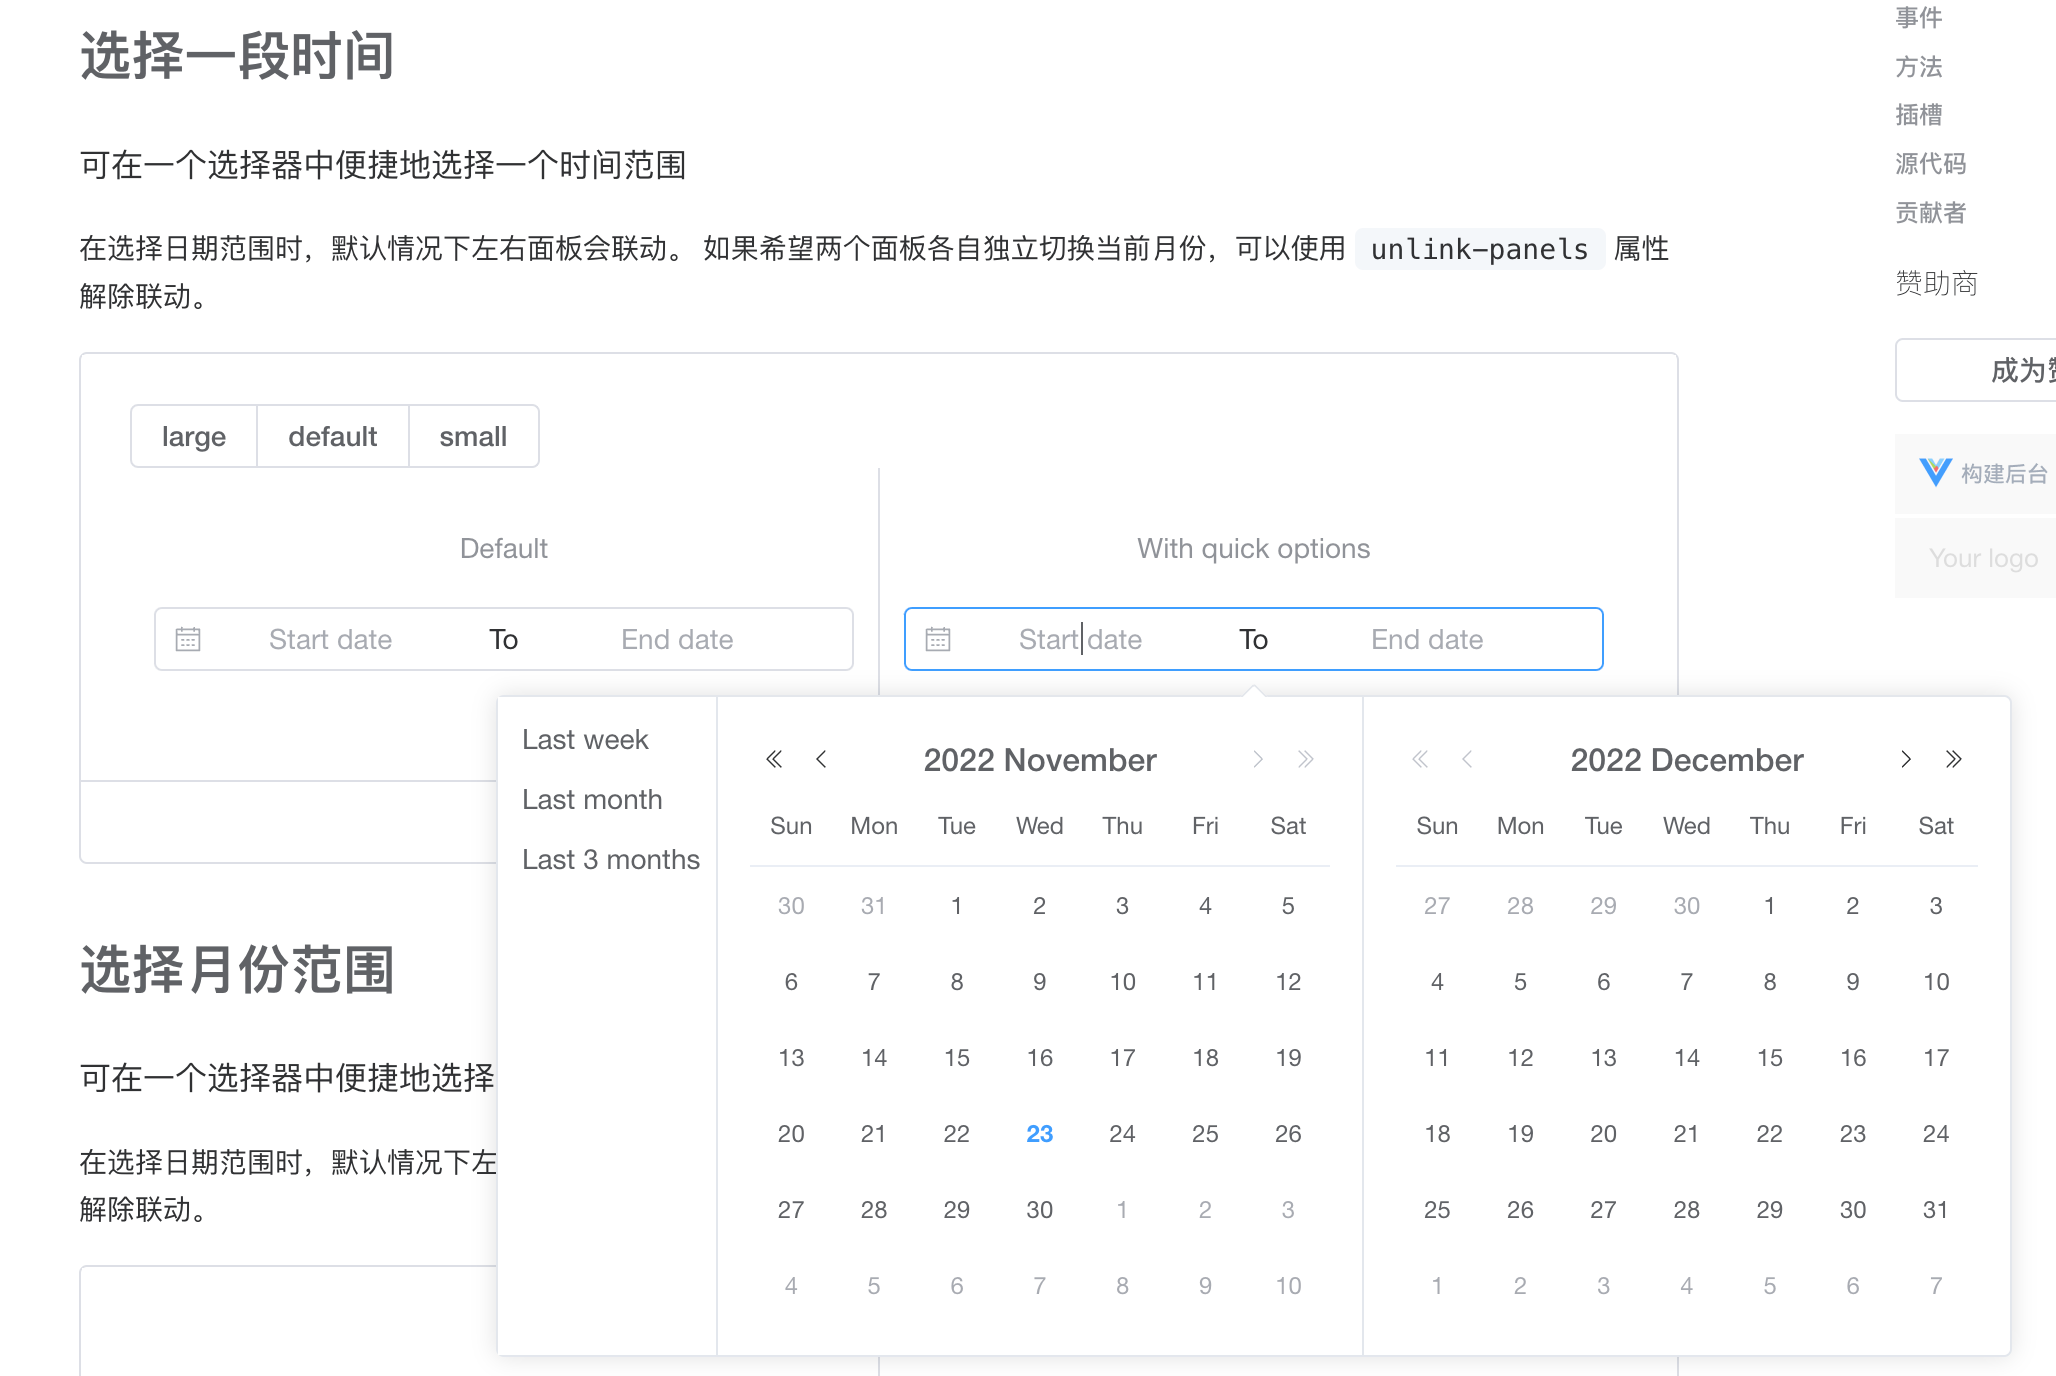 选择一段时间
可在一个选择器中便捷地选择一个时间范围
在选择日期范围时，默认情况下左右面板会联动。 如果希望两个面板各自独立切换当前月份，可以使用 unlink-panels 属性
解除联动。
large default small
Default
With quick options
Start date To End date
Start date To End date
Last week
Last month
Last 3 months
2022 November
Sun Mon Tue Wed Thu Fri Sat
30 31 1 2 3 4 5
6 7 8 9 10 11 12
13 14 15 16 17 18 19
20 21 22 23 24 25 26
27 28 29 30 1 2 3
4 5 6 7 8 9 10
2022 December
Sun Mon Tue Wed Thu Fri Sat
27 28 29 30 1 2 3
4 5 6 7 8 9 10
11 12 13 14 15 16 17
18 19 20 21 22 23 24
25 26 27 28 29 30 31
1 2 3 4 5 6 7
选择月份范围
可在一个选择器中便捷地选择
在选择日期范围时，默认情况下左
解除联动。
事件
方法
插槽
源代码
贡献者
赞助商
成为
构建后台
Your logo